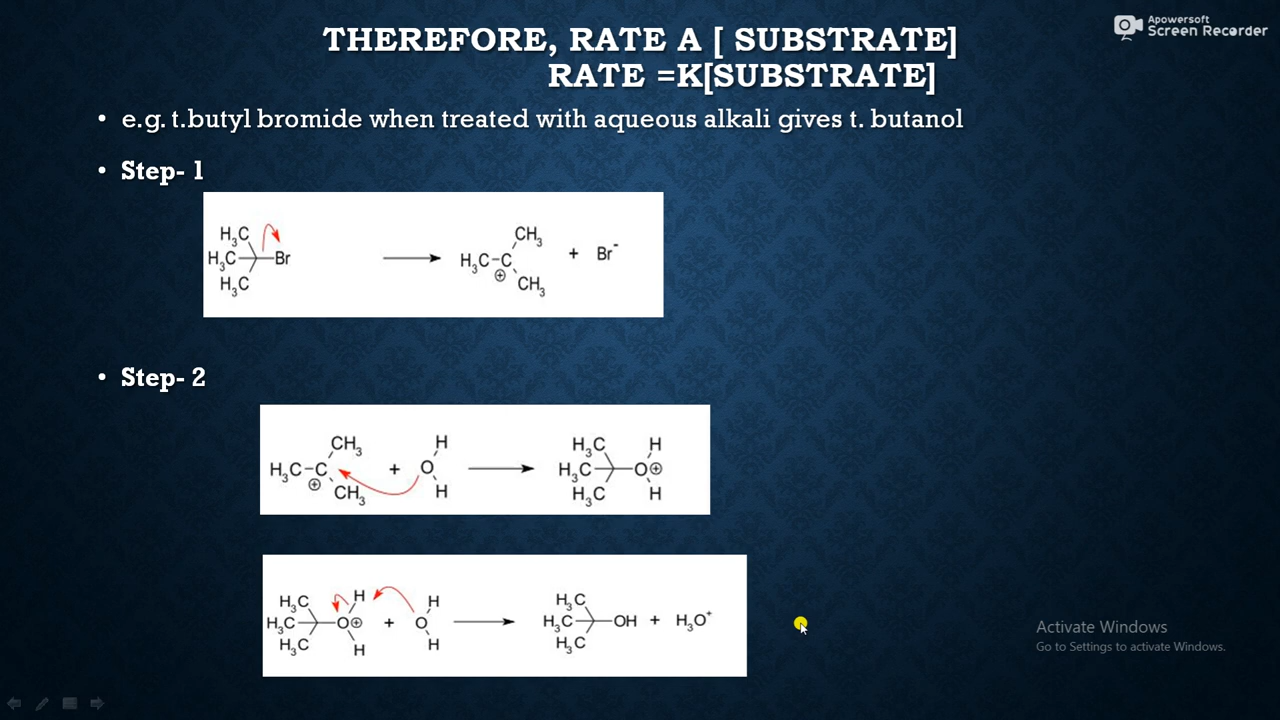 Apowersoft
Screen Recorder
THEREFORE, RATE Α [ SUBSTRATE]
RATE =K[SUBSTRATE]
• e.g. t.butyl bromide when treated with aqueous alkali gives t. butanol
• Step- 1
H₃C H₃C H₃C Br → H₃C-C⊕ CH₃ CH₃ + Br⁻
• Step- 2
H₃C-C⊕ CH₃ CH₃ + H O H → H₃C H₃C H₃C O⊕ H H
H₃C H₃C H₃C O⊕ H H + H O H → H₃C H₃C H₃C OH + H₃O⁺
Activate Windows
Go to Settings to activate Windows.